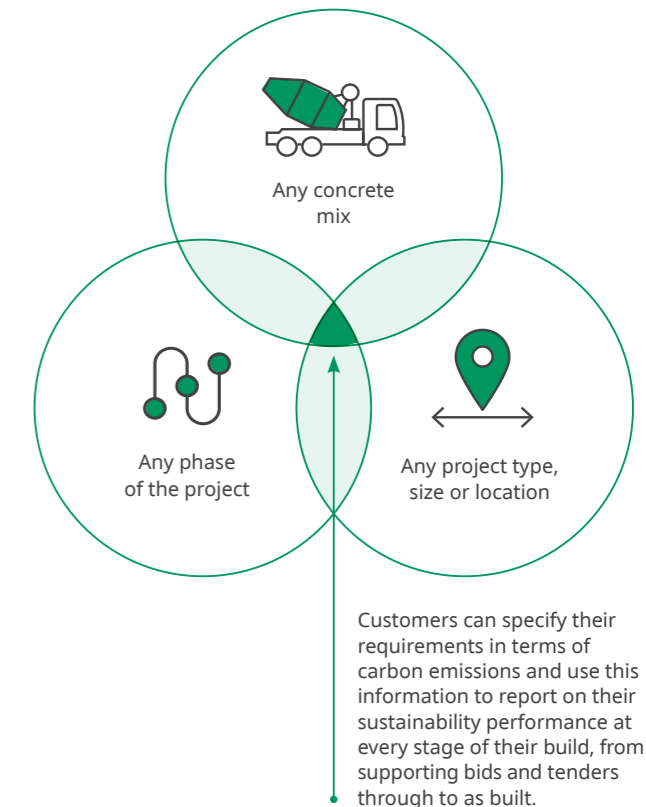 Any concrete
mix
Any phase
of the project
Any project type,
size or location
Customers can specify their
requirements in terms of
carbon emissions and use this
information to report on their
sustainability performance at
every stage of their build, from
supporting bids and tenders
through to as built.